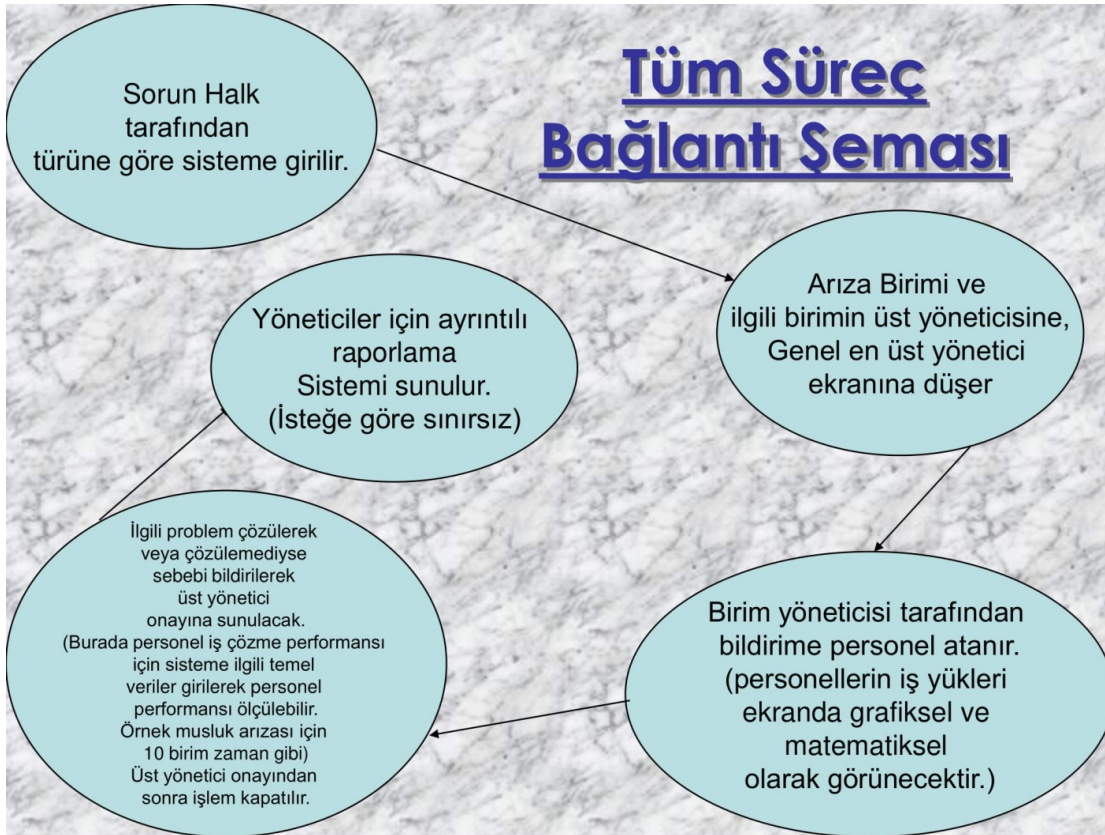 Tüm Süreç
Bağlantı Şeması
Sorun Halk
tarafından
türüne göre sisteme girilir.
Arıza Birimi ve
ilgili birimin üst yöneticisine,
Genel en üst yönetici
ekranına düşer
Birim yöneticisi tarafından
bildirime personel atanır.
(personellerin iş yükleri
ekranda grafiksel ve
matematiksel
olarak görünecektir.)
İlgili problem çözülerek
veya çözülemediyse
sebebi bildirilerek
üst yönetici
onayına sunulacak.
(Burada personel iş çözme performansı
için sisteme ilgili temel
veriler girilerek personel
performansı ölçülebilir.
Örnek musluk arızası için
10 birim zaman gibi)
Üst yönetici onayından
sonra işlem kapatılır.
Yöneticiler için ayrıntılı
raporlama
Sistemi sunulur.
(İsteğe göre sınırsız)